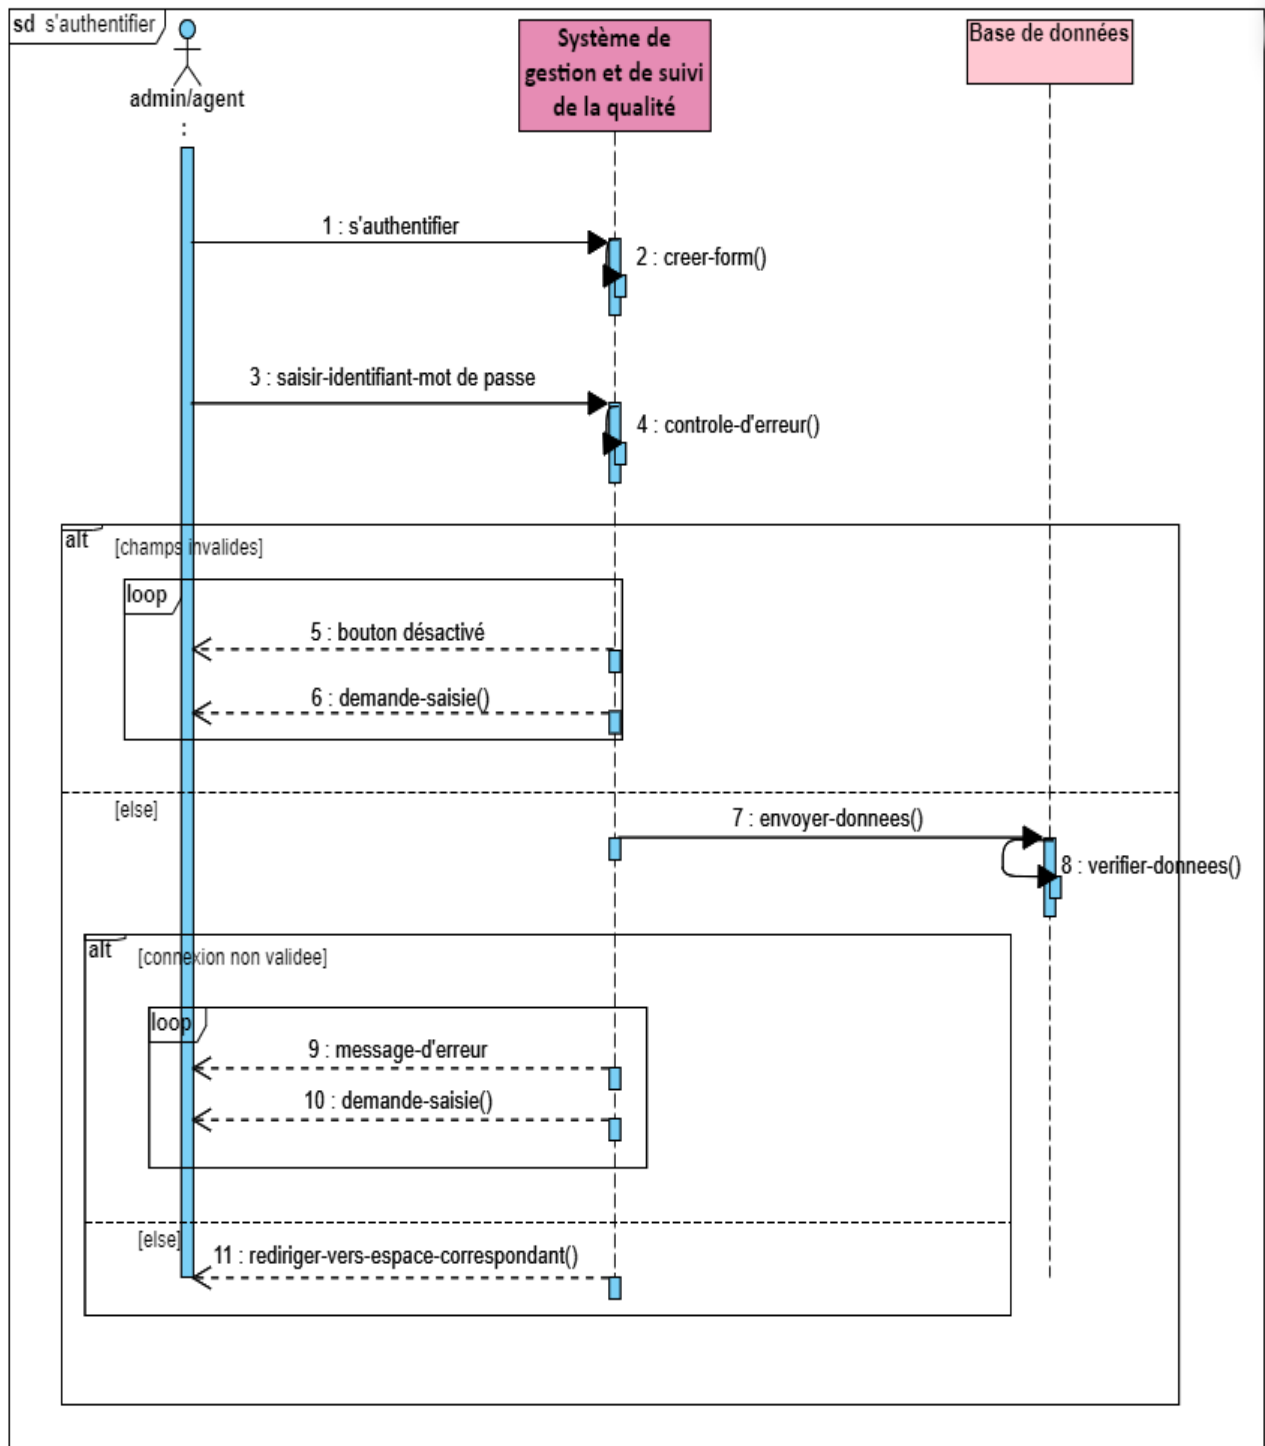 sd s'authentifier
admin/agent
:
Système de
gestion et de suivi
de la qualité
Base de données
1 : s'authentifier
2 : creer-form()
3 : saisir-identifiant-mot de passe
4 : controle-d'erreur()
alt
[champs invalides]
loop
5 : bouton désactivé
6 : demande-saisie()
[else]
7 : envoyer-donnees()
8 : verifier-donnees()
alt
[connexion non validee]
loop
9 : message-d'erreur
10 : demande-saisie()
[else]
11 : rediriger-vers-espace-correspondant()